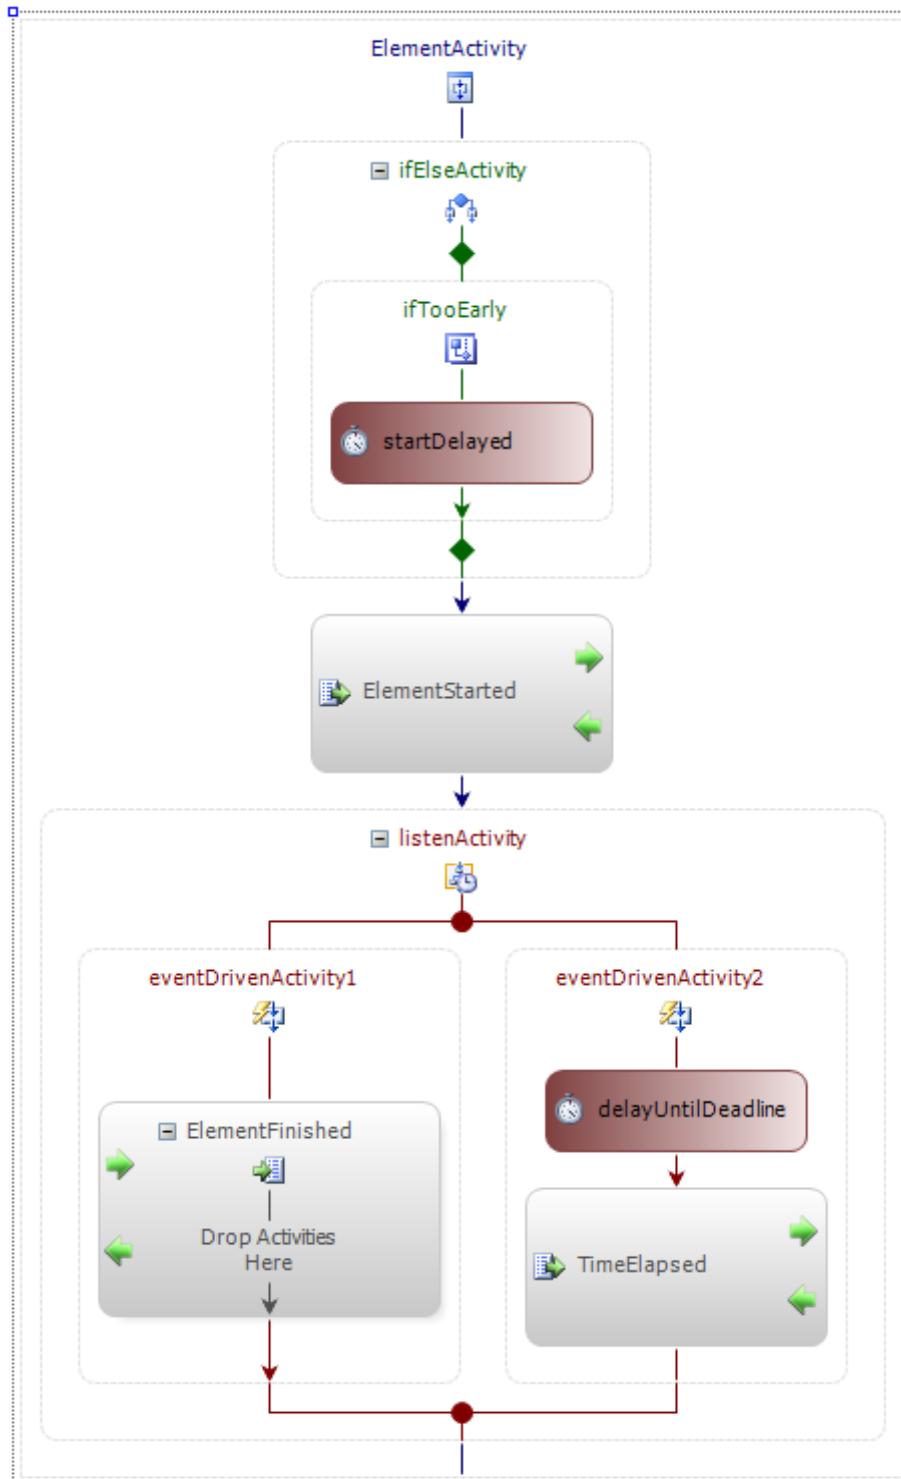 ElementActivity
ifElseActivity
ifTooEarly
startDelayed
ElementStarted
listenActivity
eventDrivenActivity1
eventDrivenActivity2
ElementFinished
delayUntilDeadline
Drop Activities
Here
TimeElapsed